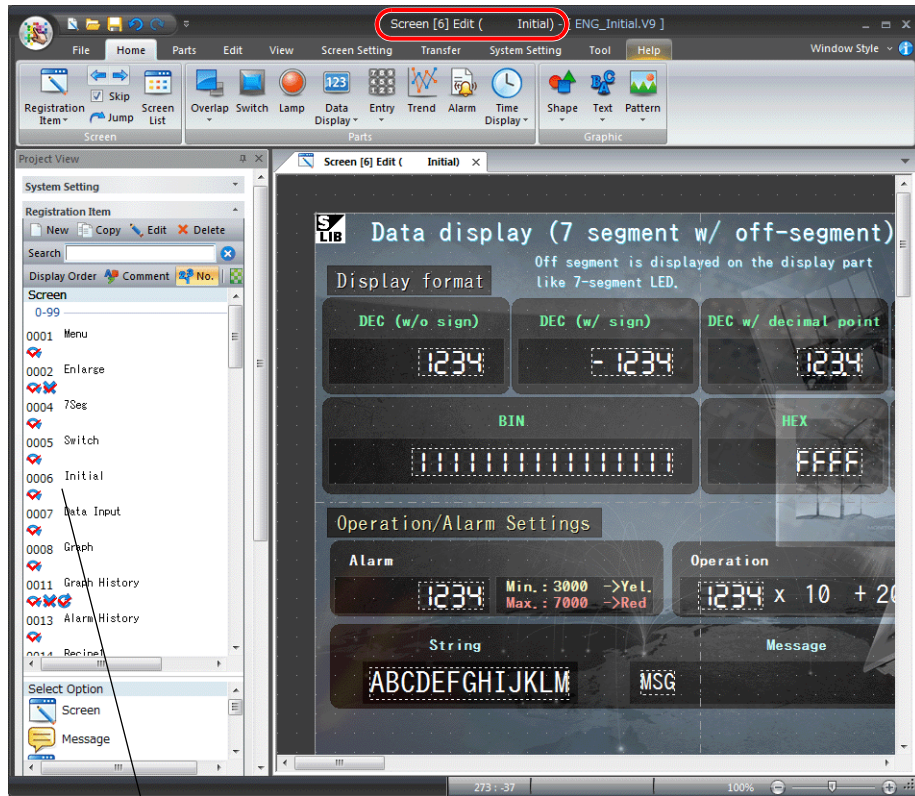 Screen [6] Edit ( Initial) - [ ENG_Initial.V9 ]
File Home Parts Edit View Screen Setting Transfer System Setting Tool Help Window Style
Registration Item
Skip
Jump
Screen List
Overlap
Switch
Lamp
123
Data Display
Entry
Trend
Alarm
Time Display
Shape
Text
Pattern
Screen
Parts
Graphic
Project View
Screen [6] Edit ( Initial)
System Setting
Registration Item
New Copy Edit Delete
Search
Display Order Comment No.
Screen
0-99
0001 Menu
0002 Enlarge
0004 7Seg
0005 Switch
0006 Initial
0007 Data Input
0008 Graph
0011 Graph History
0013 Alarm History
0014 Recipe1
Select Option
Screen
Message
S LIB
Data display (7 segment w/ off-segment)
Off segment is displayed on the display part
like 7-segment LED.
Display format
DEC (w/o sign) DEC (w/ sign) DEC w/ decimal point
1234 -1234 123.4
BIN HEX
1111111111111111 FFFF
Operation/Alarm Settings
Alarm Operation
1234
Min.: 3000 ->Yel.
Max.: 7000 ->Red
1234 x 10 + 20
String Message
ABCDEFGHIJKLM MSG
273 : -37 100%